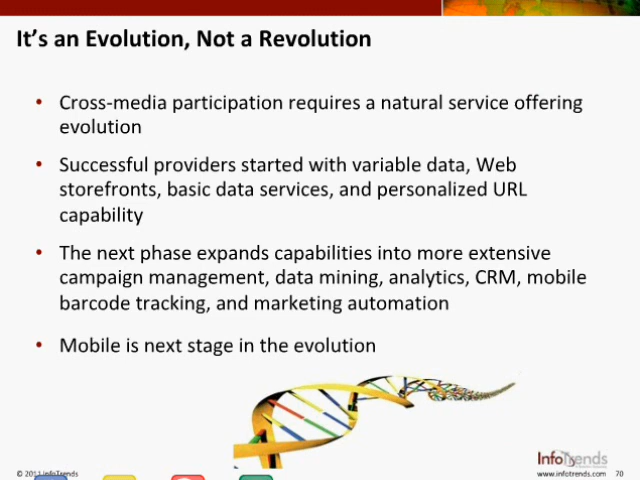 It's an Evolution, Not a Revolution
• Cross-media participation requires a natural service offering
evolution
• Successful providers started with variable data, Web
storefronts, basic data services, and personalized URL
capability
• The next phase expands capabilities into more extensive
campaign management, data mining, analytics, CRM, mobile
barcode tracking, and marketing automation
• Mobile is next stage in the evolution
InfoTrends
© 2011 InfoTrends
www.infotrends.com 70